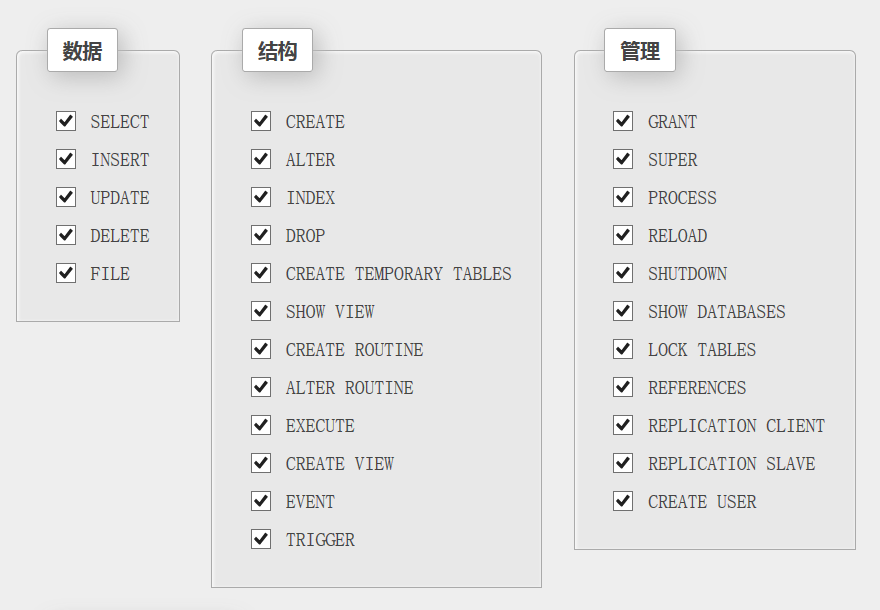 数据
SELECT
INSERT
UPDATE
DELETE
FILE
结构
CREATE
ALTER
INDEX
DROP
CREATE TEMPORARY TABLES
SHOW VIEW
CREATE ROUTINE
ALTER ROUTINE
EXECUTE
CREATE VIEW
EVENT
TRIGGER
管理
GRANT
SUPER
PROCESS
RELOAD
SHUTDOWN
SHOW DATABASES
LOCK TABLES
REFERENCES
REPLICATION CLIENT
REPLICATION SLAVE
CREATE USER